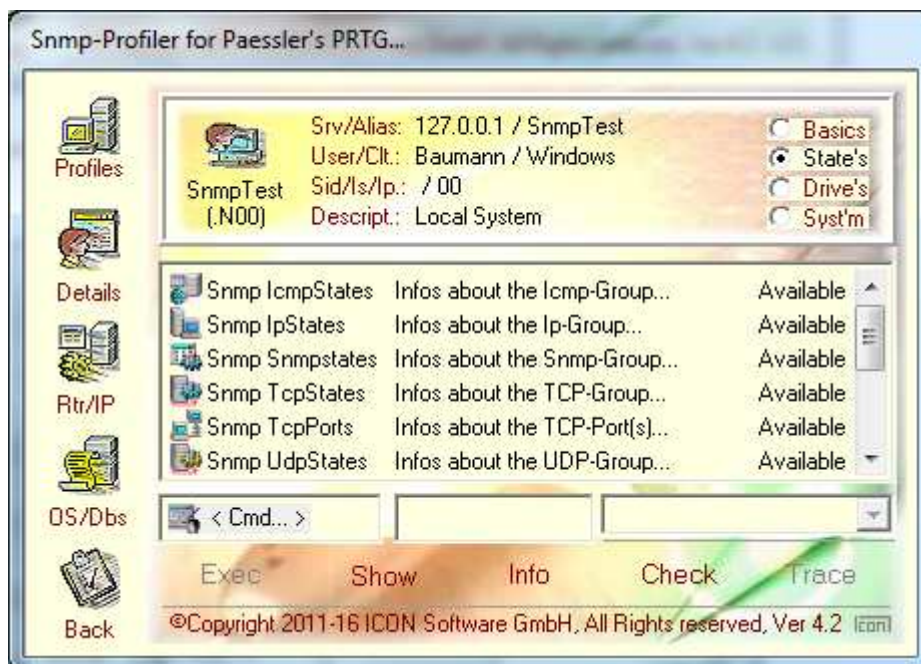 Snmp-Profiler for Paessler's PRTG...
Profiles
Details
Rtr/IP
OS/Dbs
Back
SnmpTest
(.N00)
Srv/Alias: 127.0.0.1 / SnmpTest
User/Clt.: Baumann / Windows
Sid/Is/Ip.: / 00
Descript.: Local System
Basics
State's
Drive's
Syst'm
Snmp IcmpStates Infos about the Icmp-Group... Available
Snmp IpStates Infos about the Ip-Group... Available
Snmp Snmpstates Infos about the Snmp-Group... Available
Snmp TcpStates Infos about the TCP-Group... Available
Snmp TcpPorts Infos about the TCP-Port(s)... Available
Snmp UdpStates Infos about the UDP-Group... Available
< Cmd... >
Exec Show Info Check Trace
©Copyright 2011-16 ICON Software GmbH, All Rights reserved, Ver 4.2 Icon